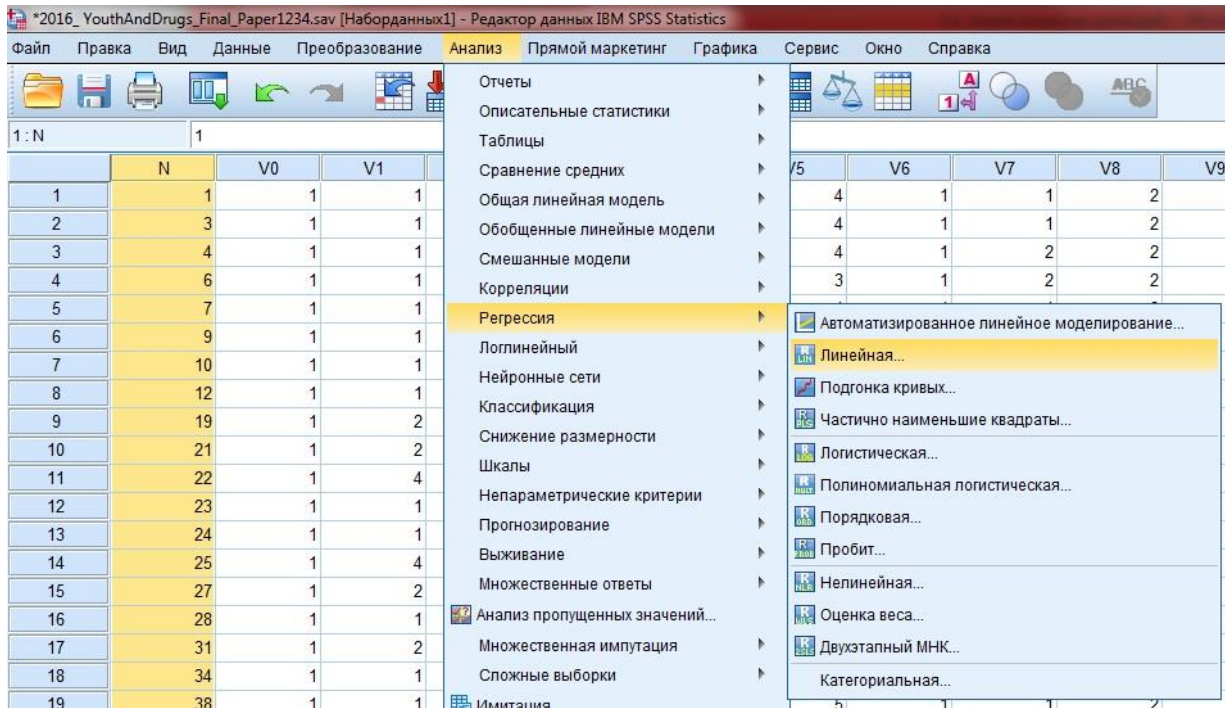 *2016_ YouthAndDrugs_Final_Paper1234.sav [Наборданных1] - Редактор данных IBM SPSS Statistics
Файл Правка Вид Данные Преобразование Анализ Прямой маркетинг Графика Сервис Окно Справка
1 : N 1
N V0 V1 V6 V7 V8 V9
1 1 1 1 4 1 1 2
2 3 1 1 4 1 1 2
3 4 1 1 4 1 2 2
4 6 1 1 3 1 2 2
5 7 1 1
6 9 1 1
7 10 1 1
8 12 1 1
9 19 1 2
10 21 1 2
11 22 1 4
12 23 1 1
13 24 1 1
14 25 1 4
15 27 1 2
16 28 1 1
17 31 1 2
18 34 1 1
19 38 1 1 5 1 1 2
Отчеты
Описательные статистики
Таблицы
Сравнение средних
Общая линейная модель
Обобщенные линейные модели
Смешанные модели
Корреляции
Регрессия
Логлинейный
Нейронные сети
Классификация
Снижение размерности
Шкалы
Непараметрические критерии
Прогнозирование
Выживание
Множественные ответы
Анализ пропущенных значений...
Множественная импутация
Сложные выборки
Имитация
Автоматизированное линейное моделирование...
Линейная...
Подгонка кривых...
Частично наименьшие квадраты...
Логистическая...
Полиномиальная логистическая...
Порядковая...
Пробит...
Нелинейная...
Оценка веса...
Двухэтапный МНК...
Категориальная...